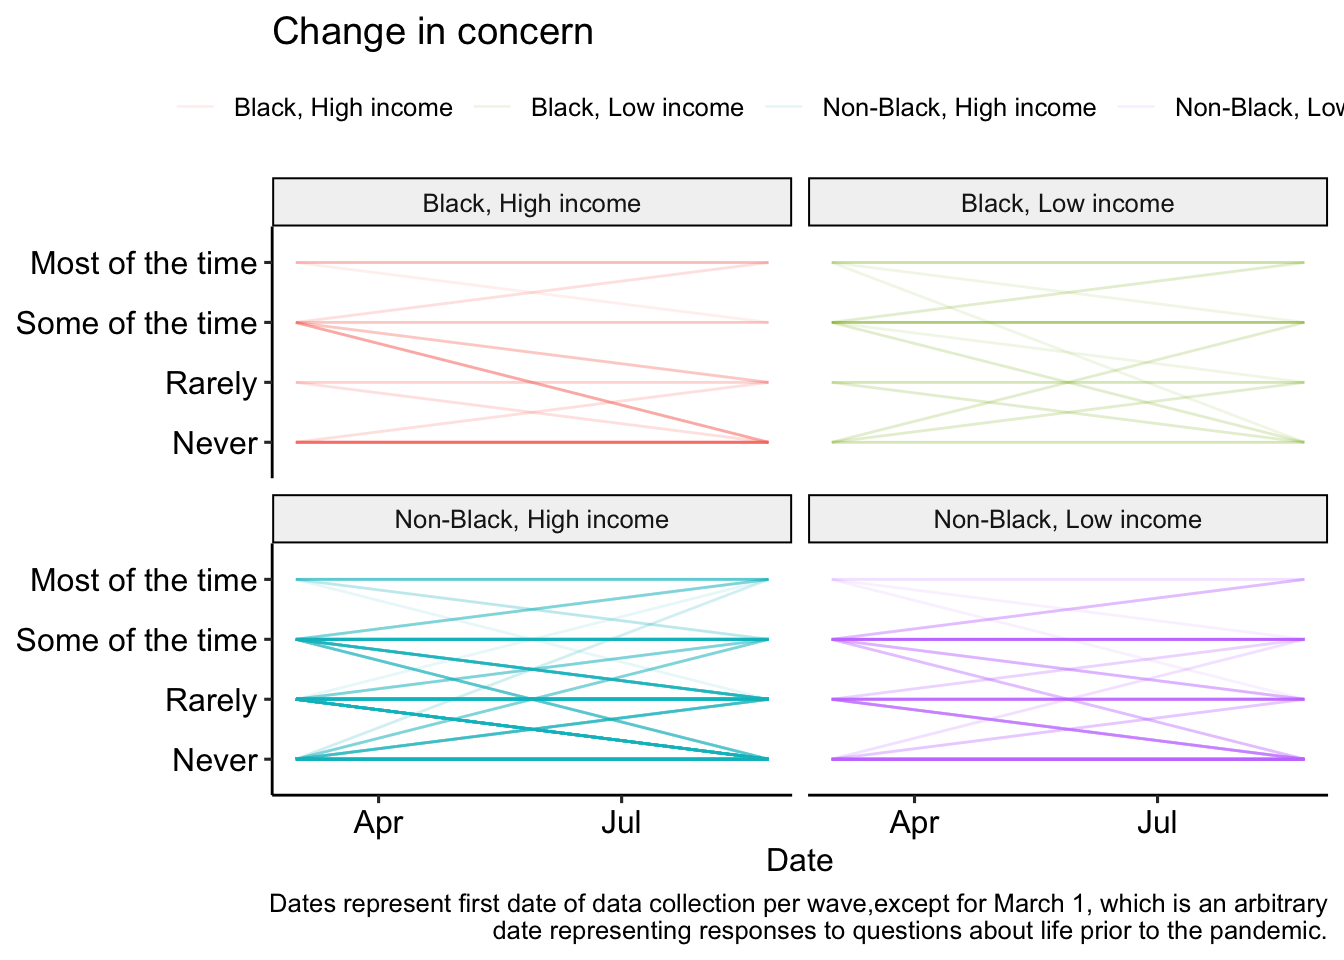 Change in concern
Black, High income Black, Low income Non-Black, High income Non-Black, Low
Black, High income Black, Low income
Most of the time
Some of the time
Rarely
Never
Non-Black, High income Non-Black, Low income
Most of the time
Some of the time
Rarely
Never
Apr Jul Apr Jul
Date
Dates represent first date of data collection per wave,except for March 1, which is an arbitrary
date representing responses to questions about life prior to the pandemic.